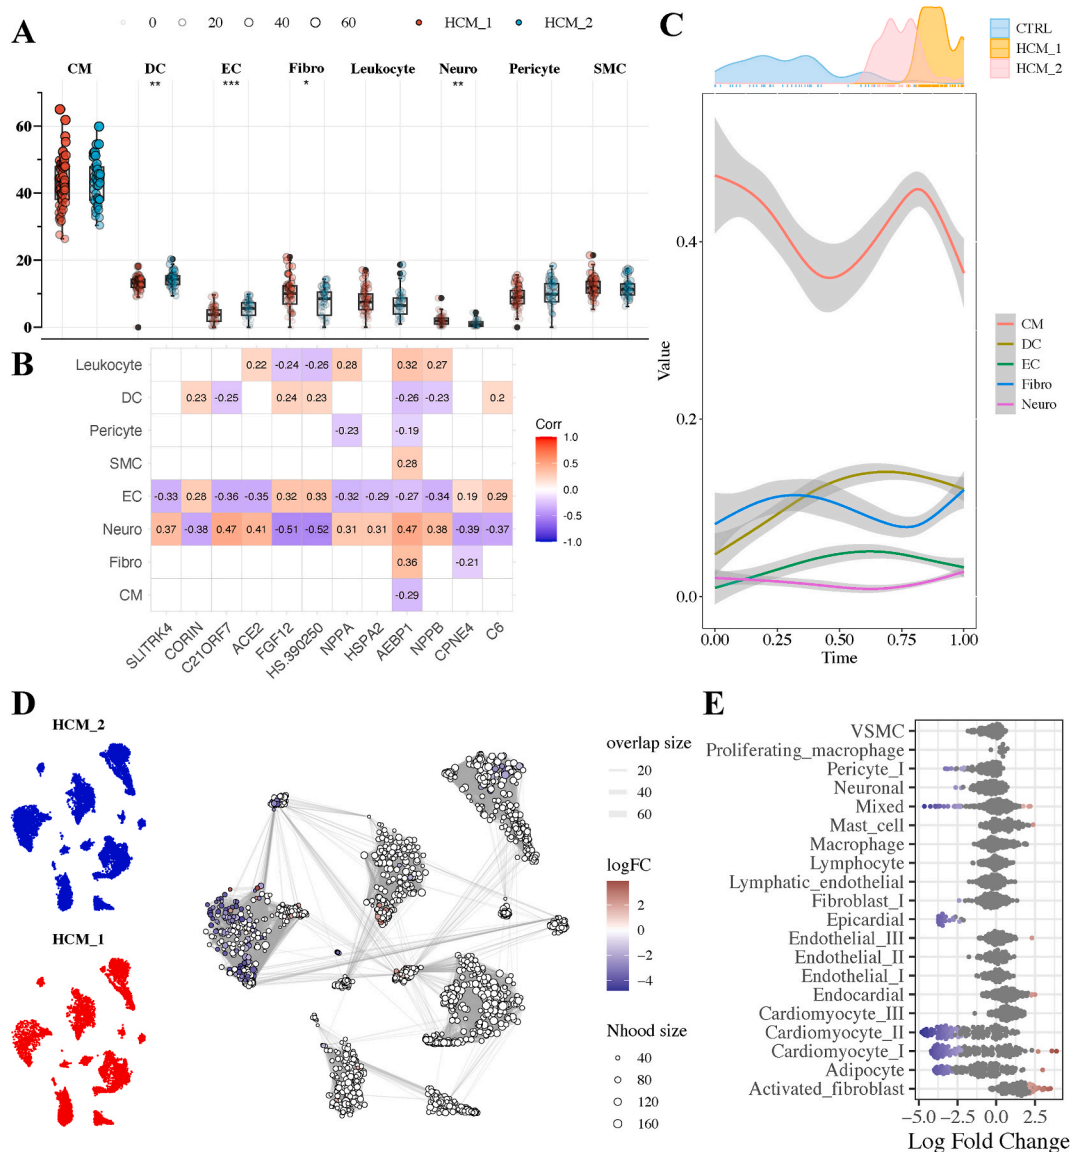 A
0 20 40 60 HCM_1 HCM_2
CM DC EC Fibro Leukocyte Neuro Pericyte SMC
** *** * **
60
40
20
0
B
Leukocyte 0.22 -0.24 -0.26 0.28 0.32 0.27
DC 0.23 -0.25 0.24 0.23 -0.26 -0.23 0.2
Pericyte -0.23 -0.19
SMC 0.28
EC -0.33 0.28 -0.36 -0.35 0.32 0.33 -0.32 -0.29 -0.27 -0.34 0.19 0.29
Neuro 0.37 -0.38 0.47 0.41 -0.51 -0.52 0.31 0.31 0.47 0.38 -0.39 -0.37
Fibro 0.36 -0.21
CM -0.29
SLITRK4 CORIN C21ORF7 ACE2 FGF12 HS.390250 NPPA HSPA2 AEBP1 NPPB CPNE4 C6
Corr
1.0
0.5
0.0
-0.5
-1.0
C
CTRL
HCM_1
HCM_2
Value
0.4
0.2
0.0
0.00 0.25 0.50 0.75 1.00
Time
CM
DC
EC
Fibro
Neuro
D
HCM_2
HCM_1
overlap size
20
40
60
logFC
2
0
−2
−4
Nhood size
40
80
120
160
E
VSMC
Proliferating_macrophage
Pericyte_I
Neuronal
Mixed
Mast_cell
Macrophage
Lymphocyte
Lymphatic_endothelial
Fibroblast_I
Epicardial
Endothelial_III
Endothelial_II
Endothelial_I
Endocardial
Cardiomyocyte_III
Cardiomyocyte_II
Cardiomyocyte_I
Adipocyte
Activated_fibroblast
−5.0 −2.5 0.0 2.5
Log Fold Change